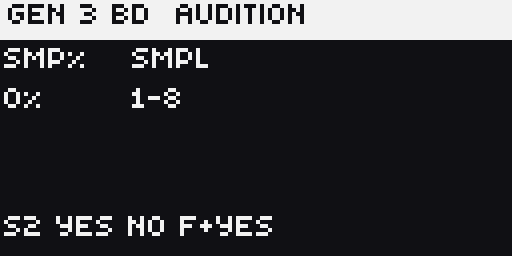 GEN 3 BD AUDITION
SMP% SMPL
0% 1-8
S2 YES NO F+YES